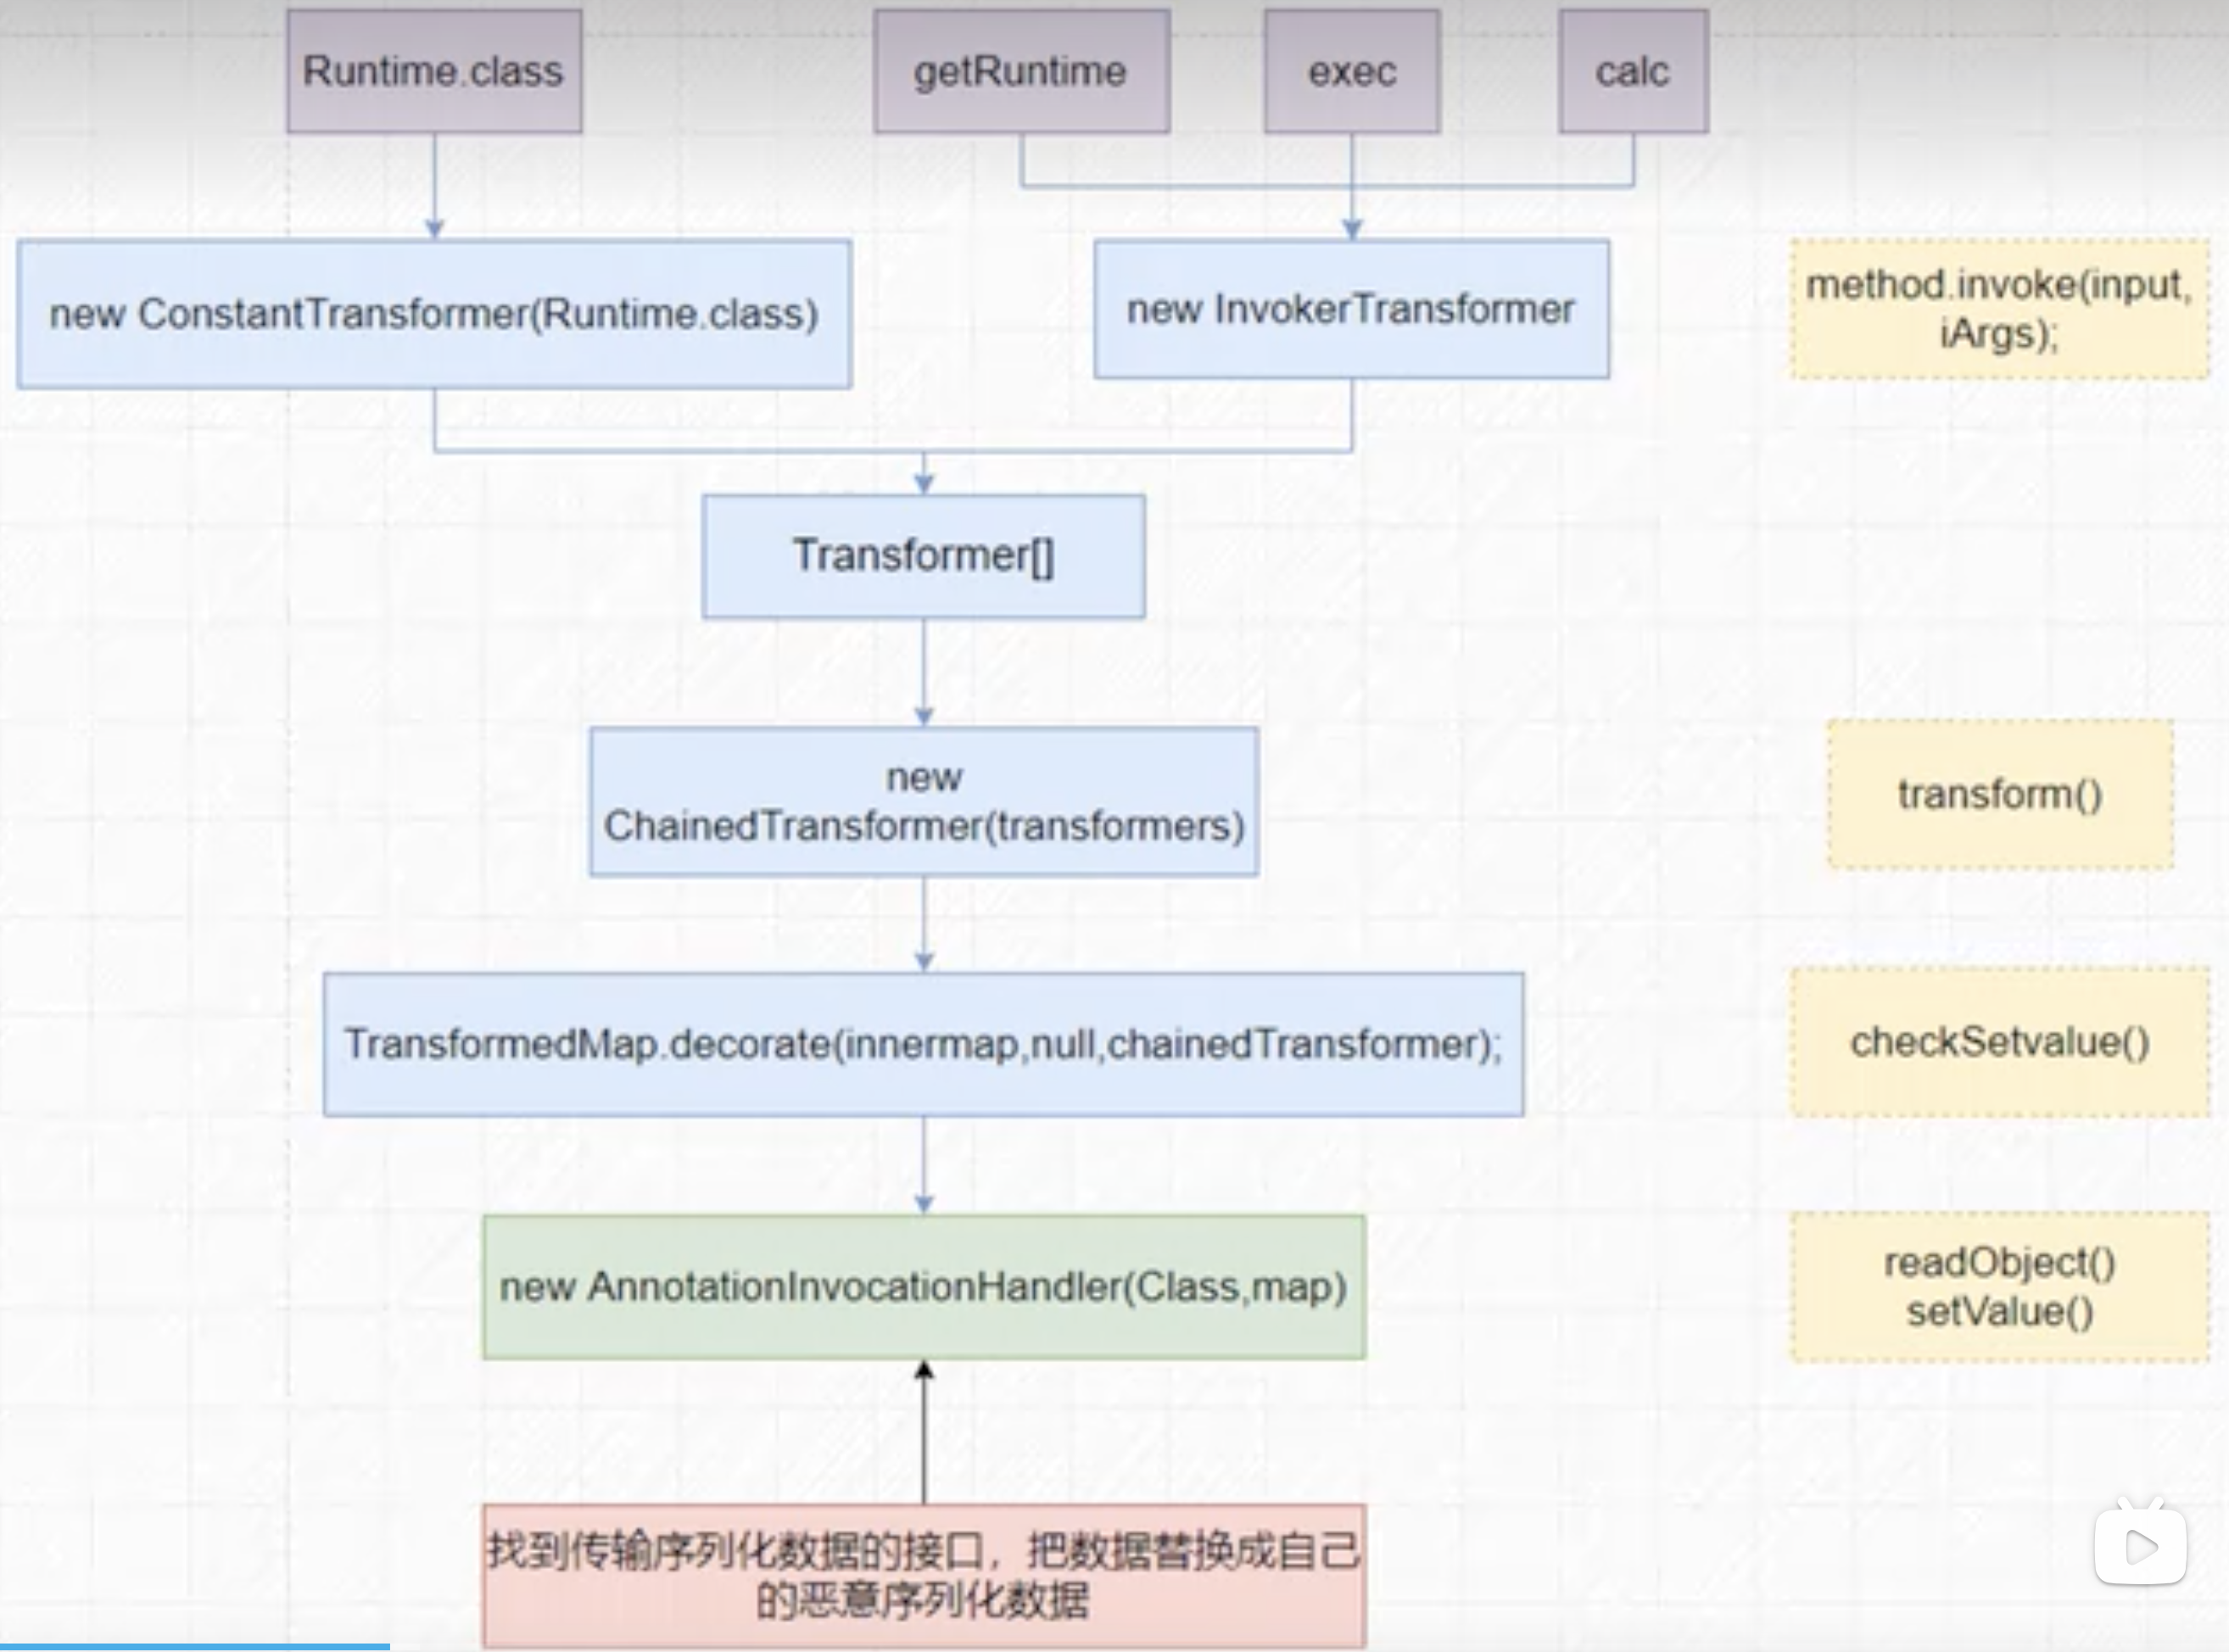 Runtime.class
getRuntime
exec
calc
new ConstantTransformer(Runtime.class)
new InvokerTransformer
method.invoke(input,
iArgs);
Transformer[]
new
ChainedTransformer(transformers)
transform()
TransformedMap.decorate(innermap,null,chainedTransformer);
checkSetvalue()
new AnnotationInvocationHandler(Class,map)
readObject()
setValue()
找到传输序列化数据的接口，把数据替换成自己
的恶意序列化数据